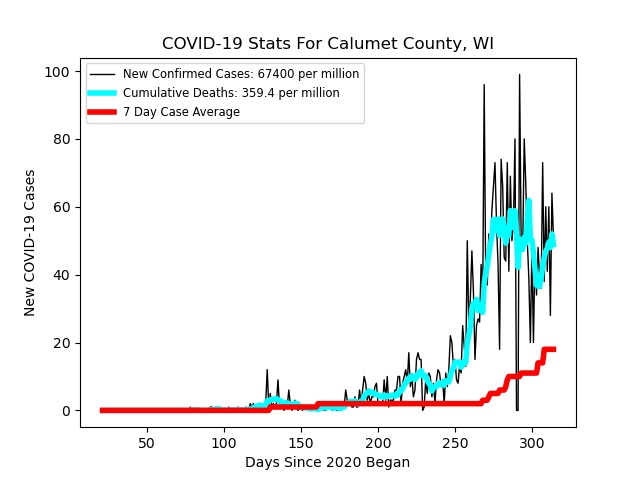 COVID-19 Stats For Calumet County, WI
New Confirmed Cases: 67400 per million
Cumulative Deaths: 359.4 per million
7 Day Case Average
New COVID-19 Cases
100
80
60
40
20
0
50
100
150
200
250
300
Days Since 2020 Began